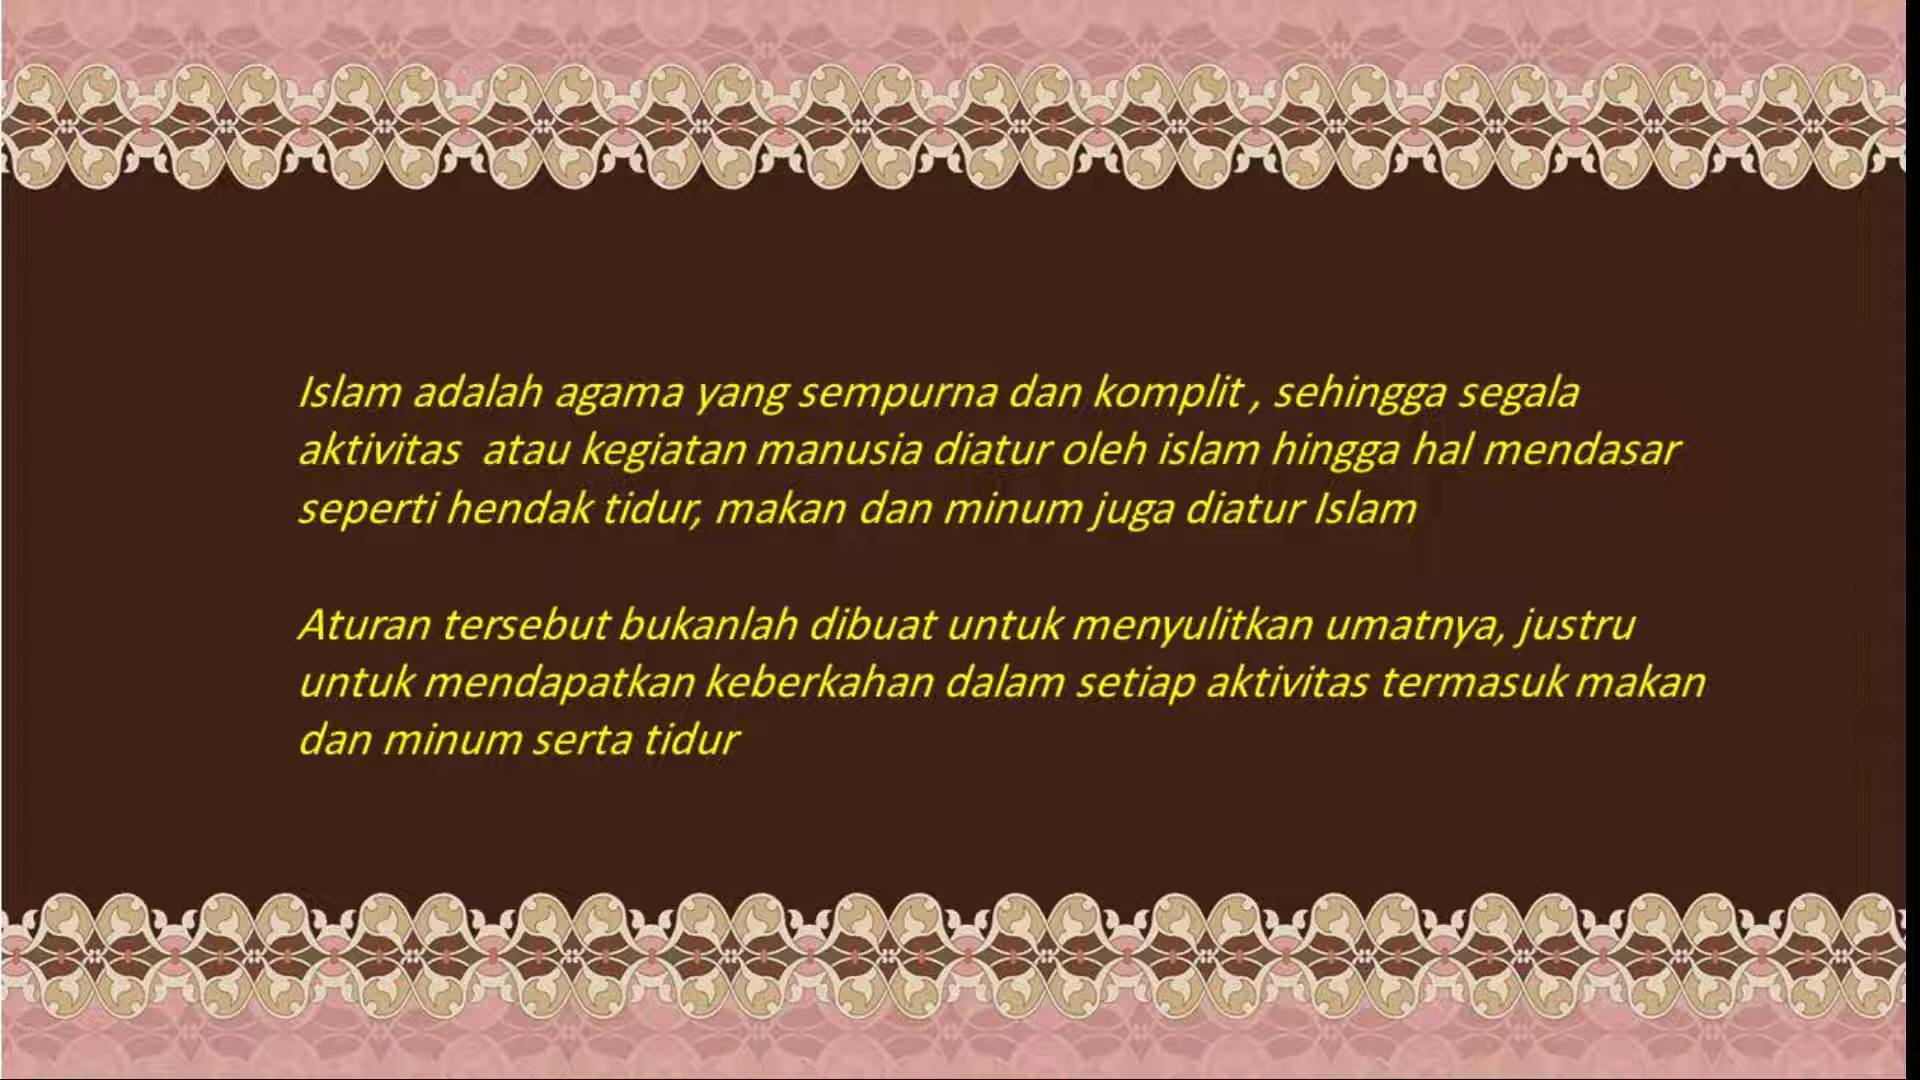 Islam adalah agama yang sempurna dan komplit , sehingga segala
aktivitas  atau kegiatan manusia diatur oleh islam hingga hal mendasar
seperti hendak tidur, makan dan minum juga diatur Islam
Aturan tersebut bukanlah dibuat untuk menyulitkan umatnya, justru
untuk mendapatkan keberkahan dalam setiap aktivitas termasuk makan
dan minum serta tidur